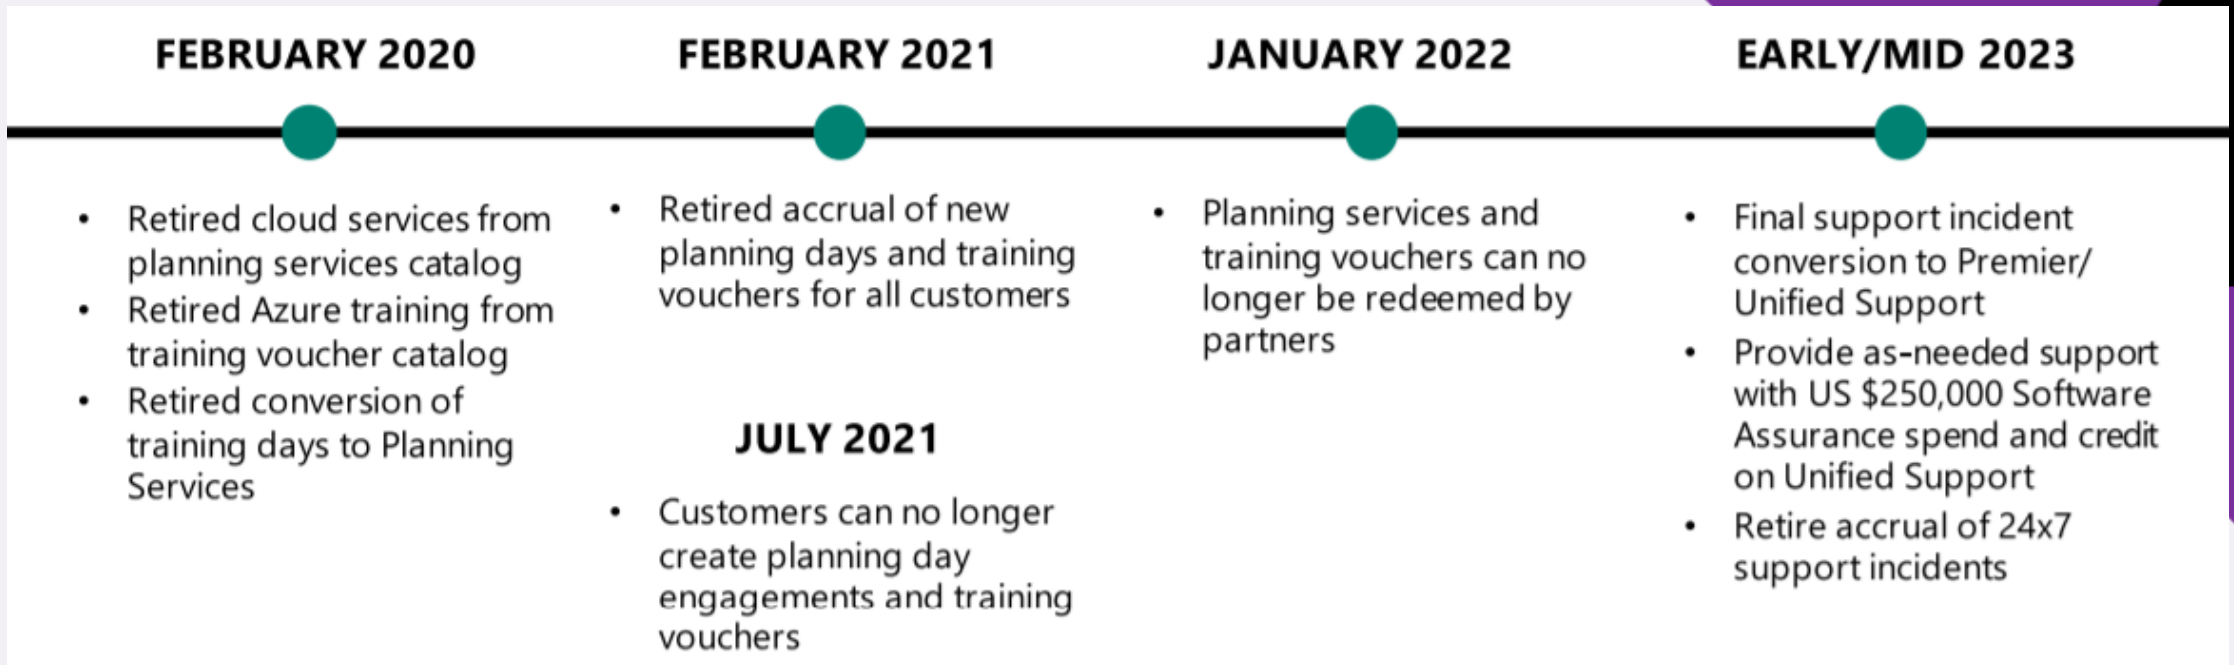 FEBRUARY 2020
• Retired cloud services from
planning services catalog
• Retired Azure training from
training voucher catalog
• Retired conversion of
training days to Planning
Services
FEBRUARY 2021
• Retired accrual of new
planning days and training
vouchers for all customers
JULY 2021
• Customers can no longer
create planning day
engagements and training
vouchers
JANUARY 2022
• Planning services and
training vouchers can no
longer be redeemed by
partners
EARLY/MID 2023
• Final support incident
conversion to Premier/
Unified Support
• Provide as-needed support
with US $250,000 Software
Assurance spend and credit
on Unified Support
• Retire accrual of 24x7
support incidents